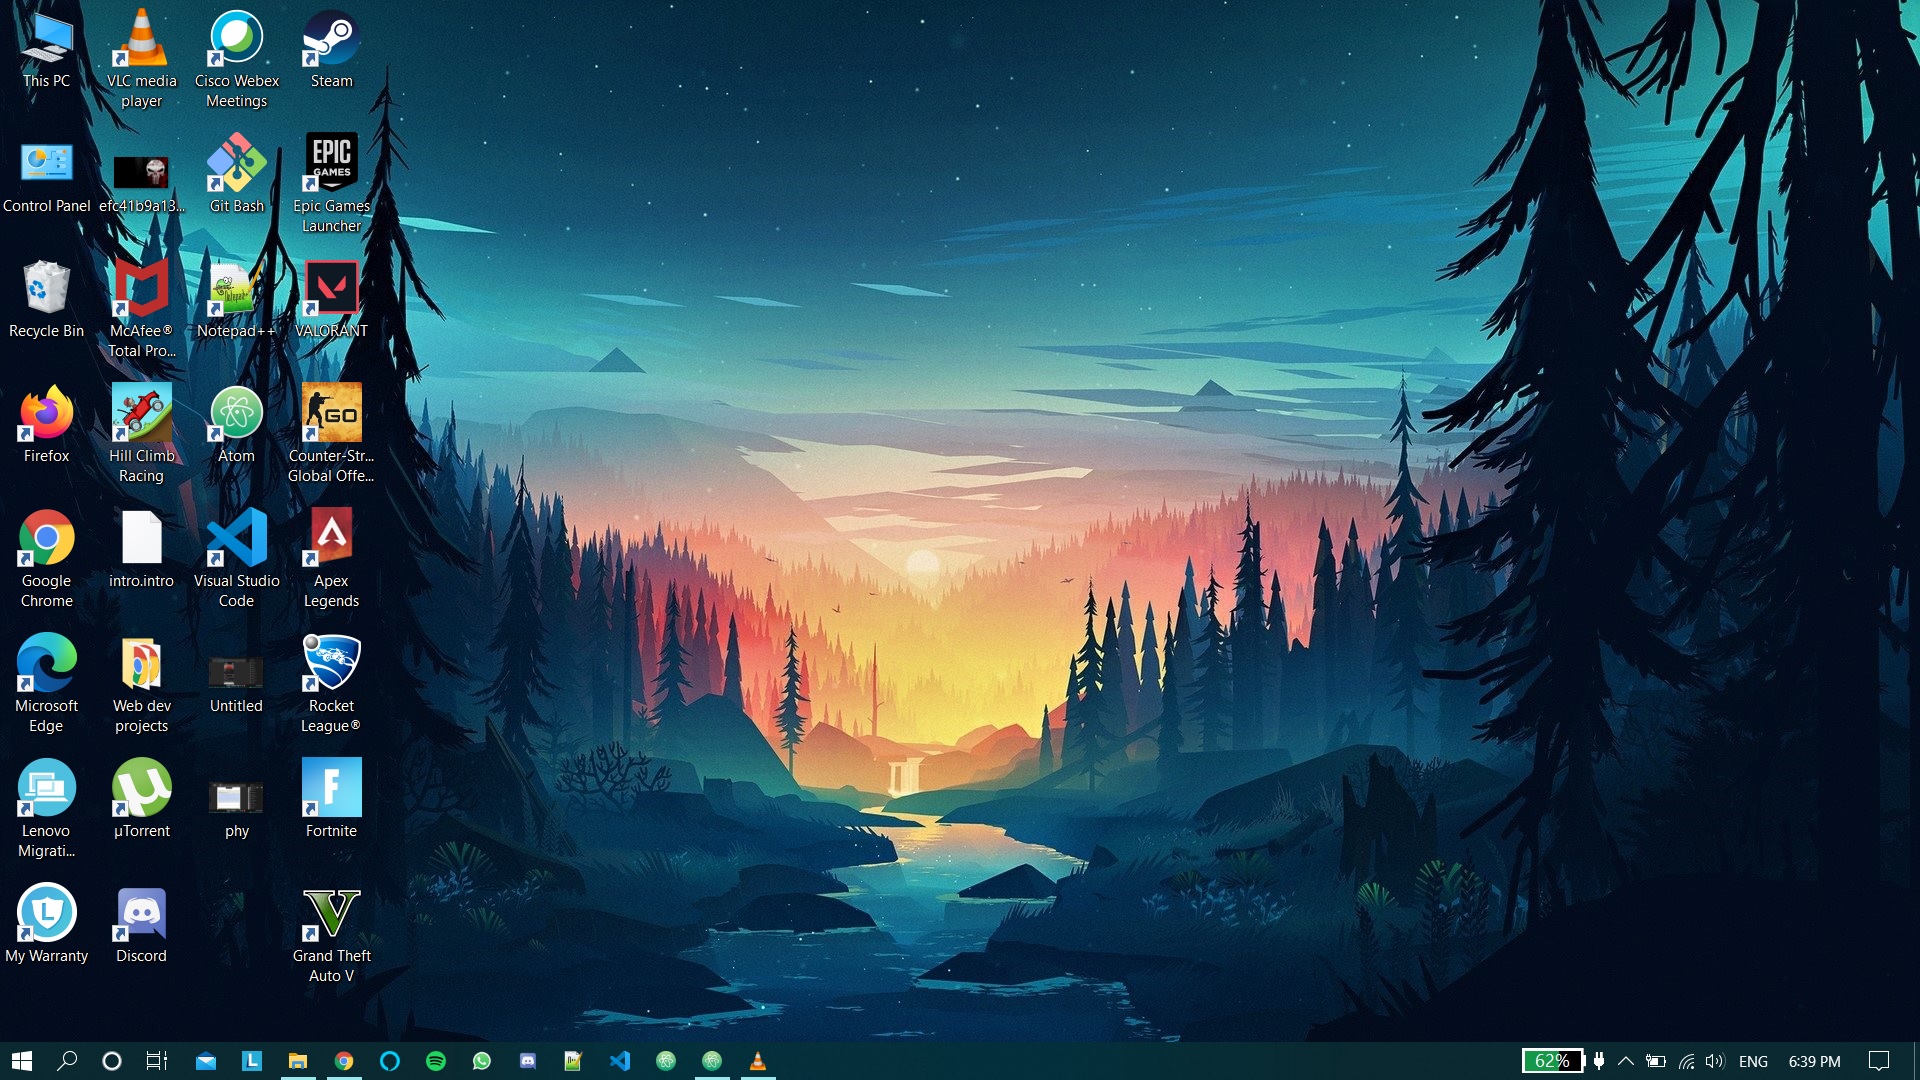 This PC
VLC media
player
Cisco Webex
Meetings
Steam
EPIC
GAMES
Control Panel
efc41b9a13...
Git Bash
Epic Games
Launcher
Recycle Bin
McAfee®
Total Pro...
Notepad++
VALORANT
GO
Firefox
Hill Climb
Racing
Atom
Counter-Str...
Global Offe...
Google
Chrome
intro.intro
Visual Studio
Code
Apex
Legends
Microsoft
Edge
Web dev
projects
Untitled
Rocket
League®
Lenovo
Migrati...
µTorrent
phy
Fortnite
My Warranty
Discord
Grand Theft
Auto V
62%
ENG
6:39 PM